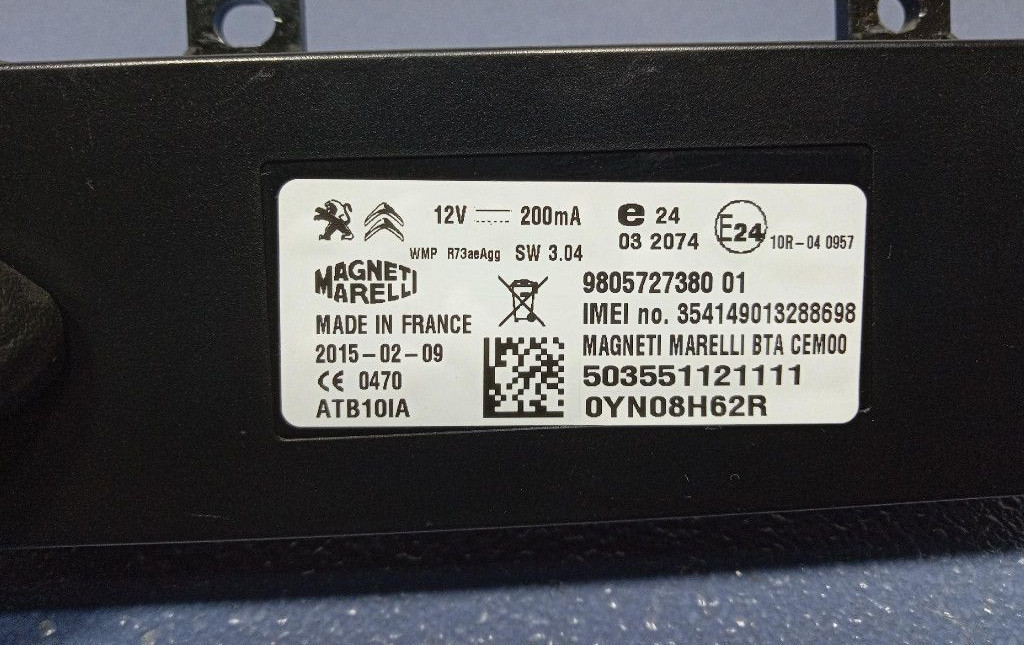 12V 200mA
e 24
03 2074
E24
10R-04 0957
WMP R73aeAgg SW 3.04
MAGNETI
MARELLI
MADE IN FRANCE
2015-02-09
CE 0470
ATB10IA
9805727380 01
IMEI no. 354149013288698
MAGNETI MARELLI BTA CEM00
503551121111
0YN08H62R